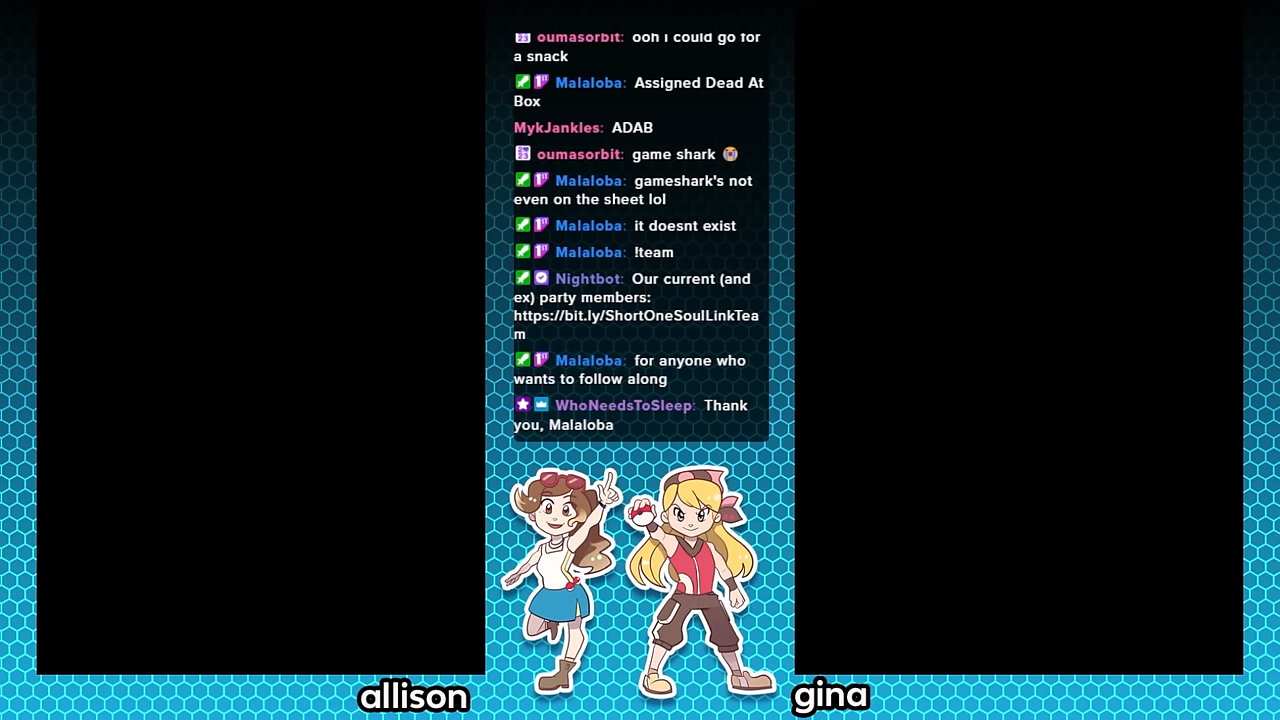 oumasorbit: ooh i could go for
a snack
Malaloba: Assigned Dead At
Box
MykJankles: ADAB
oumasorbit: game shark 😭
Malaloba: gameshark's not
even on the sheet lol
Malaloba: it doesnt exist
Malaloba: !team
Nightbot: Our current (and
ex) party members:
https://bit.ly/ShortOneSoulLinkTea
m
Malaloba: for anyone who
wants to follow along
WhoNeedsToSleep: Thank
you, Malaloba
allison
gina